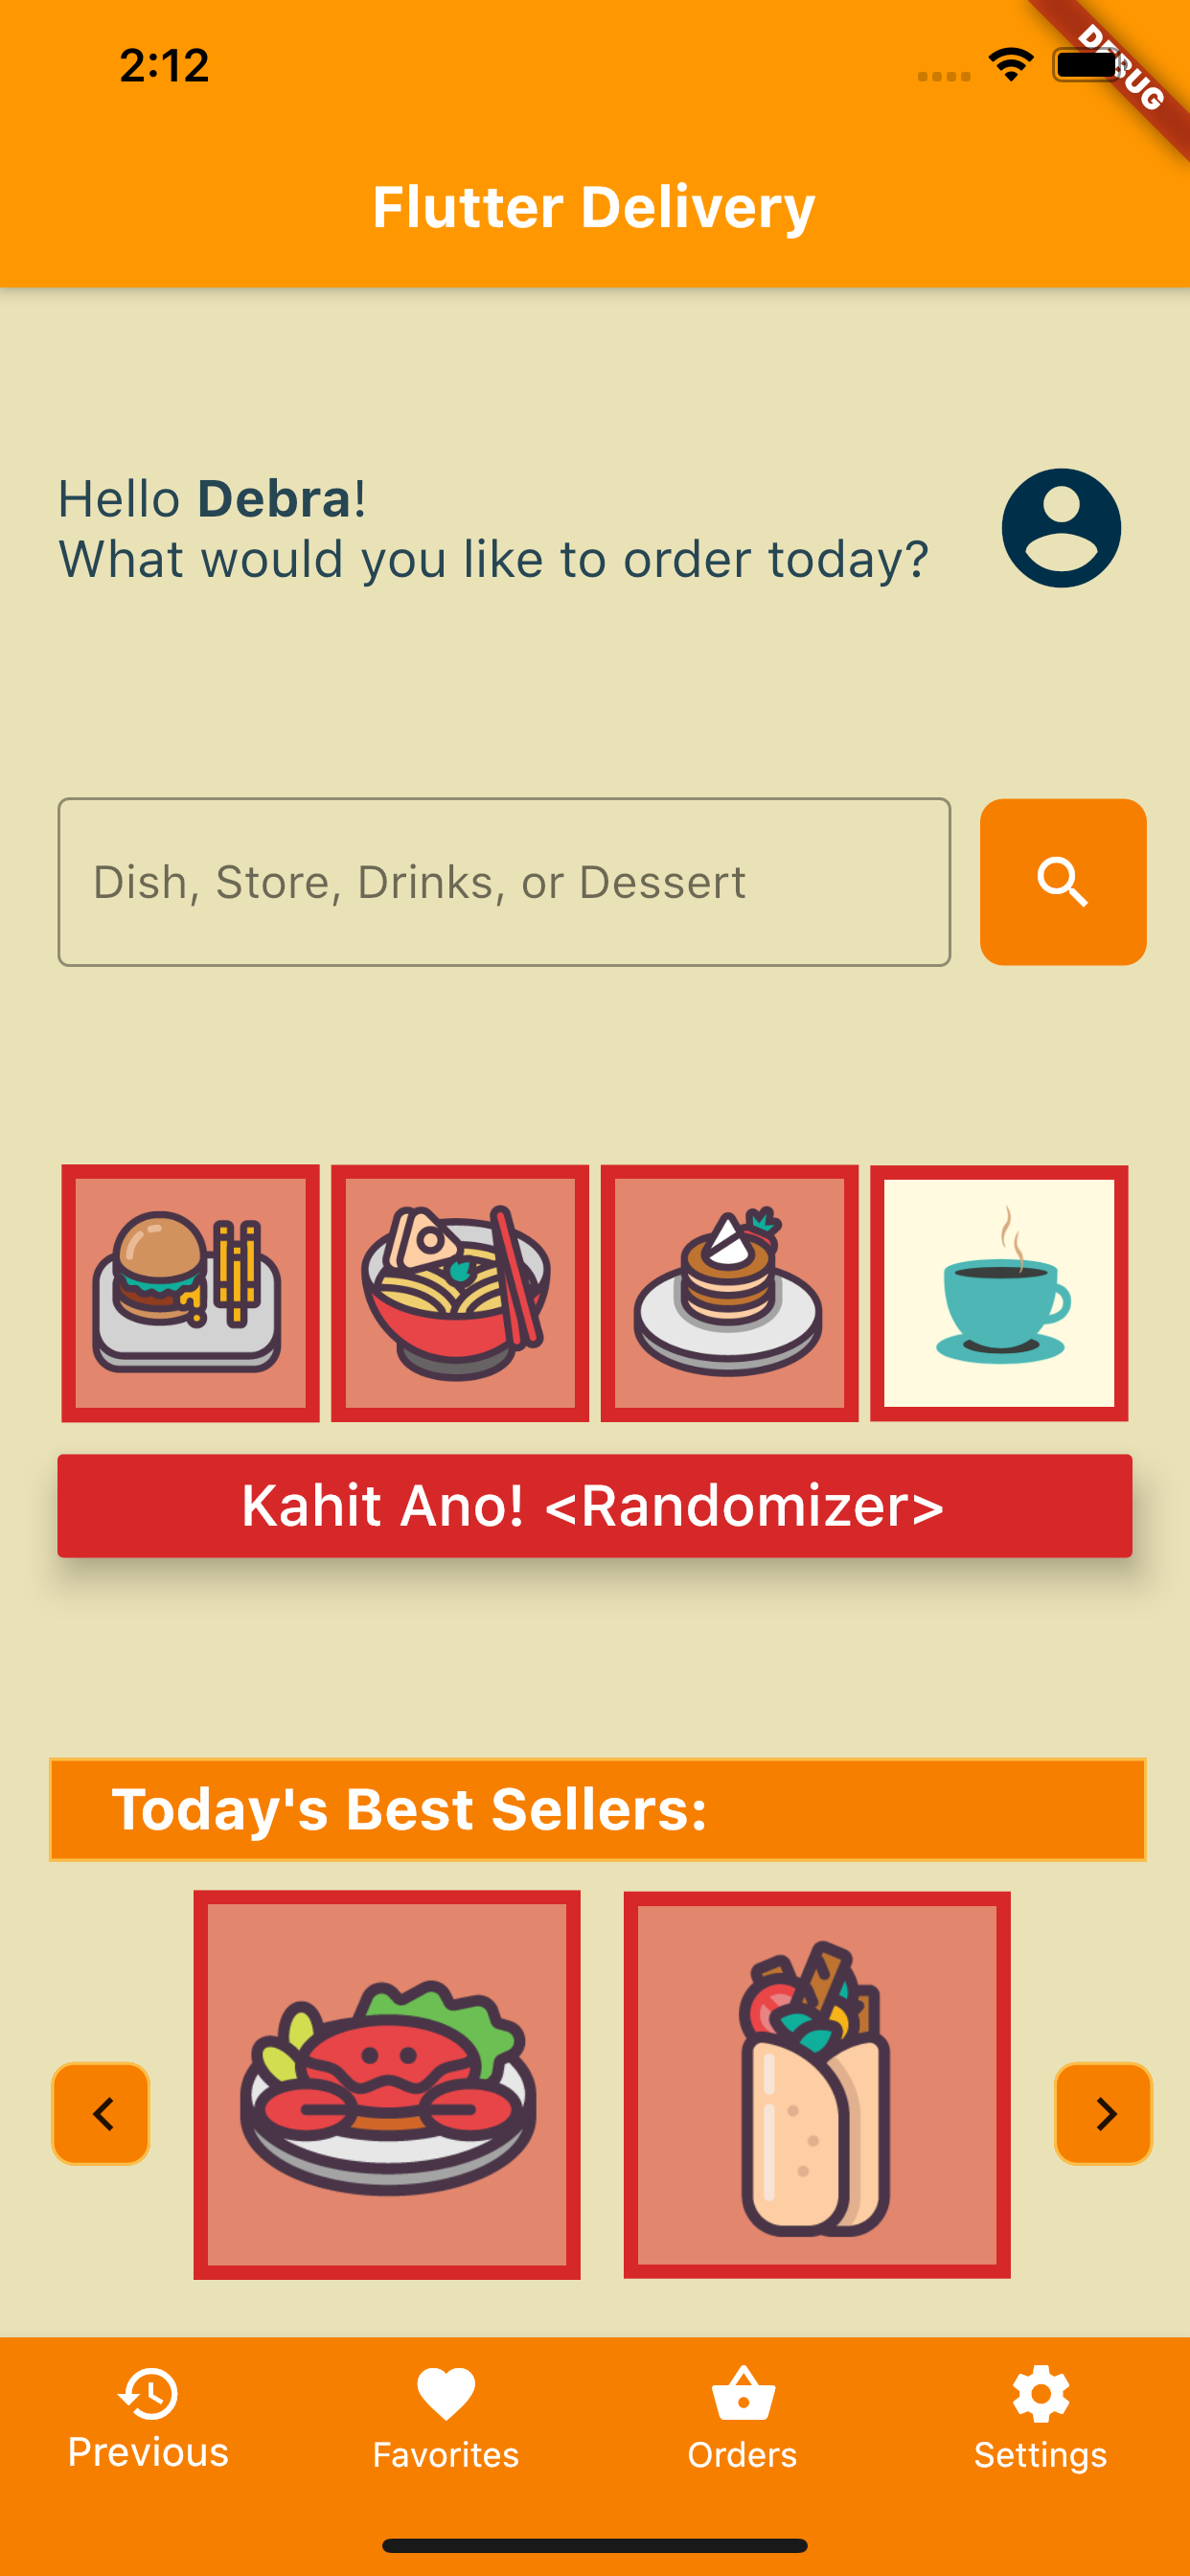 2:12
DEBUG
Flutter Delivery
Hello Debra!
What would you like to order today?
Dish, Store, Drinks, or Dessert
Kahit Ano! <Randomizer>
Today's Best Sellers:
Previous
Favorites
Orders
Settings